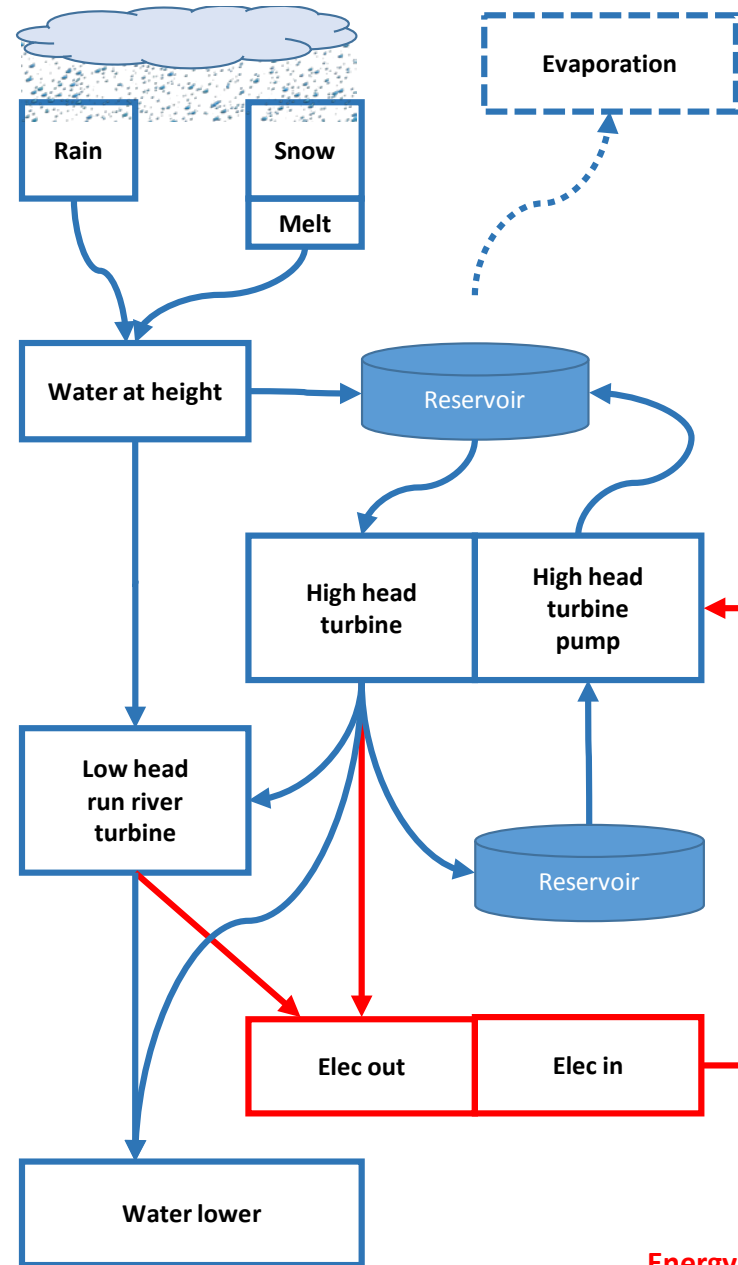 Evaporation
Rain
Snow
Melt
Water at height
Reservoir
High head
turbine
High head
turbine
pump
Low head
run river
turbine
Reservoir
Elec out
Elec in
Water lower
Energy